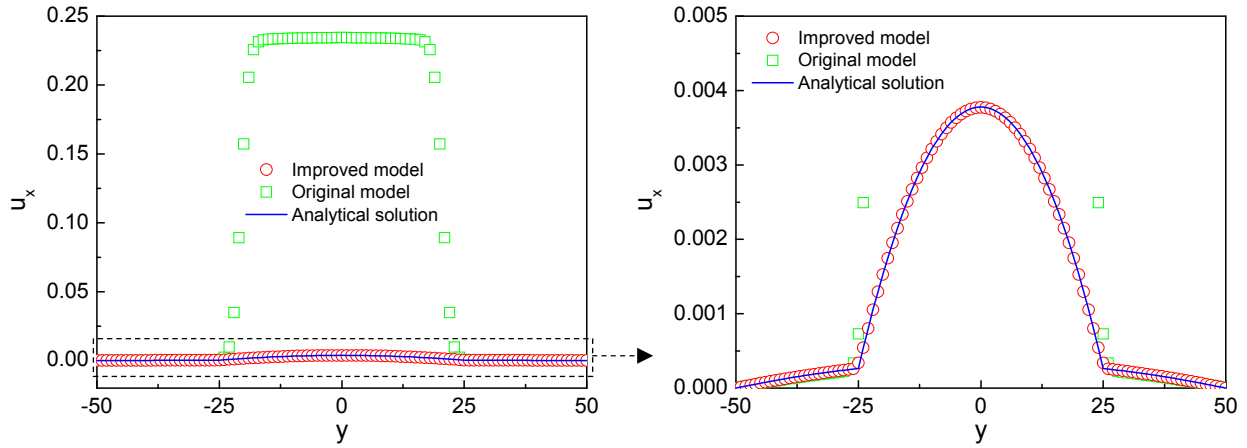 0.25
0.20
0.15
0.10
0.05
0.00
u_x
Improved model
Original model
Analytical solution
-50 -25 0 25 50
y
0.005
0.004
0.003
0.002
0.001
0.000
u_x
Improved model
Original model
Analytical solution
-50 -25 0 25 50
y